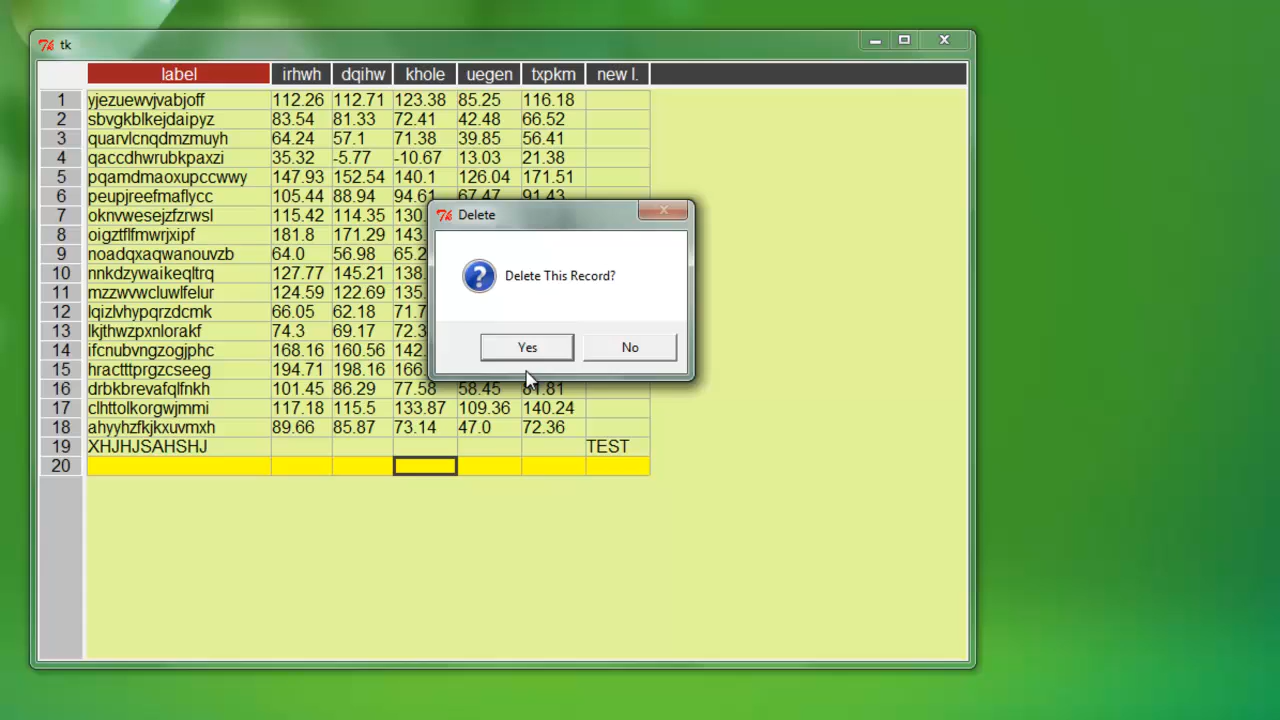 tk
label irhwh dqihw khole uegen txpkm new l.
1 yjezuewvjvabjoff 112.26 112.71 123.38 85.25 116.18
2 sbvgkblkejdaipyz 83.54 81.33 72.41 42.48 66.52
3 quarvlcnqdmzmuyh 64.24 57.1 71.38 39.85 56.41
4 qaccdhwrubkpaxzi 35.32 -5.77 -10.67 13.03 21.38
5 pqamdmaoxupccwwy 147.93 152.54 140.1 126.04 171.51
6 peupjreefmaflycc 105.44 88.94 94.61 67.47 91.43
7 oknvwesejzfzrwsl 115.42 114.35 130.
8 oigztflfmwrjxipf 181.8 171.29 143.
9 noadqxaqwanouvzb 64.0 56.98 65.2
10 nnkdzywaikeqltrq 127.77 145.21 138.
11 mzzwvwcluwlfelur 124.59 122.69 135.
12 lqizlvhypqrzdcmk 66.05 62.18 71.7
13 lkjthwzpxnlorakf 74.3 69.17 72.3
14 ifcnubvngzogjphc 168.16 160.56 142.
15 hractttprgzcseeg 194.71 198.16 166.
16 drbkbrevafqlfnkh 101.45 86.29 77.58 58.45 81.81
17 clhttolkorgwjmmi 117.18 115.5 133.87 109.36 140.24
18 ahyyhzfkjkxuvmxh 89.66 85.87 73.14 47.0 72.36
19 XHJHJSAHSHJ TEST
20
Delete
Delete This Record?
Yes No